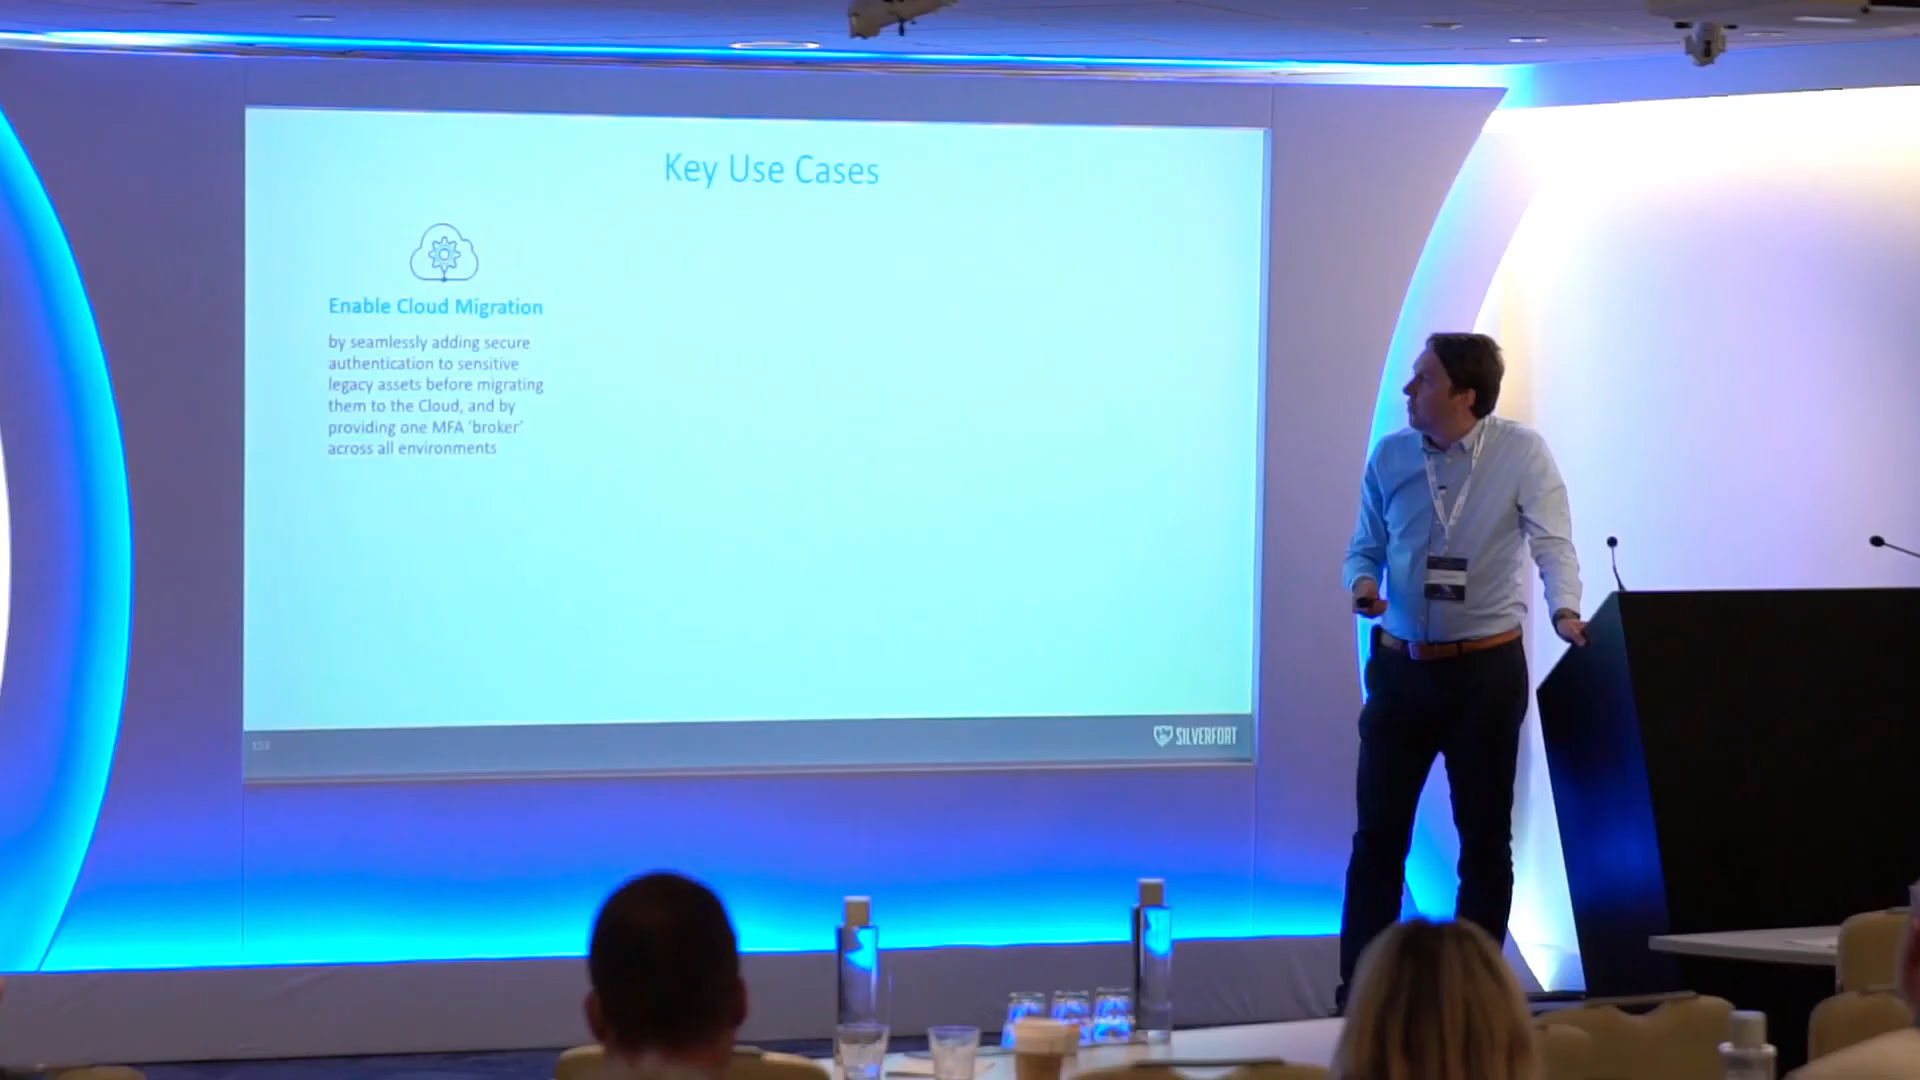 Key Use Cases
Enable Cloud Migration
by seamlessly adding secure
authentication to sensitive
legacy assets before migrating
them to the Cloud, and by
providing one MFA ‘broker’
across all environments
153
SILVERFORT